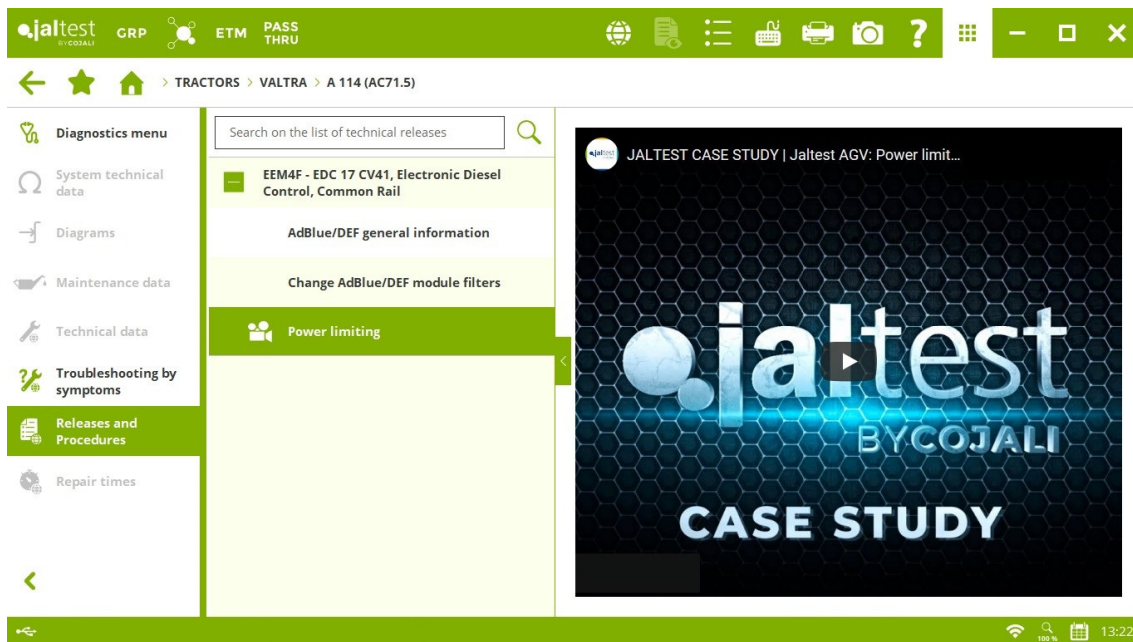 jaltest
BYCOJALI
GRP
ETM
PASS
THRU
?
> TRACTORS > VALTRA > A 114 (AC71.5)
Diagnostics menu
System technical
data
Diagrams
Maintenance data
Technical data
Troubleshooting by
symptoms
Releases and
Procedures
Repair times
Search on the list of technical releases
EEM4F - EDC 17 CV41, Electronic Diesel
Control, Common Rail
AdBlue/DEF general information
Change AdBlue/DEF module filters
Power limiting
jaltest
JALTEST CASE STUDY | Jaltest AGV: Power limit...
jaltest
BYCOJALI
CASE STUDY
100 %
13:22